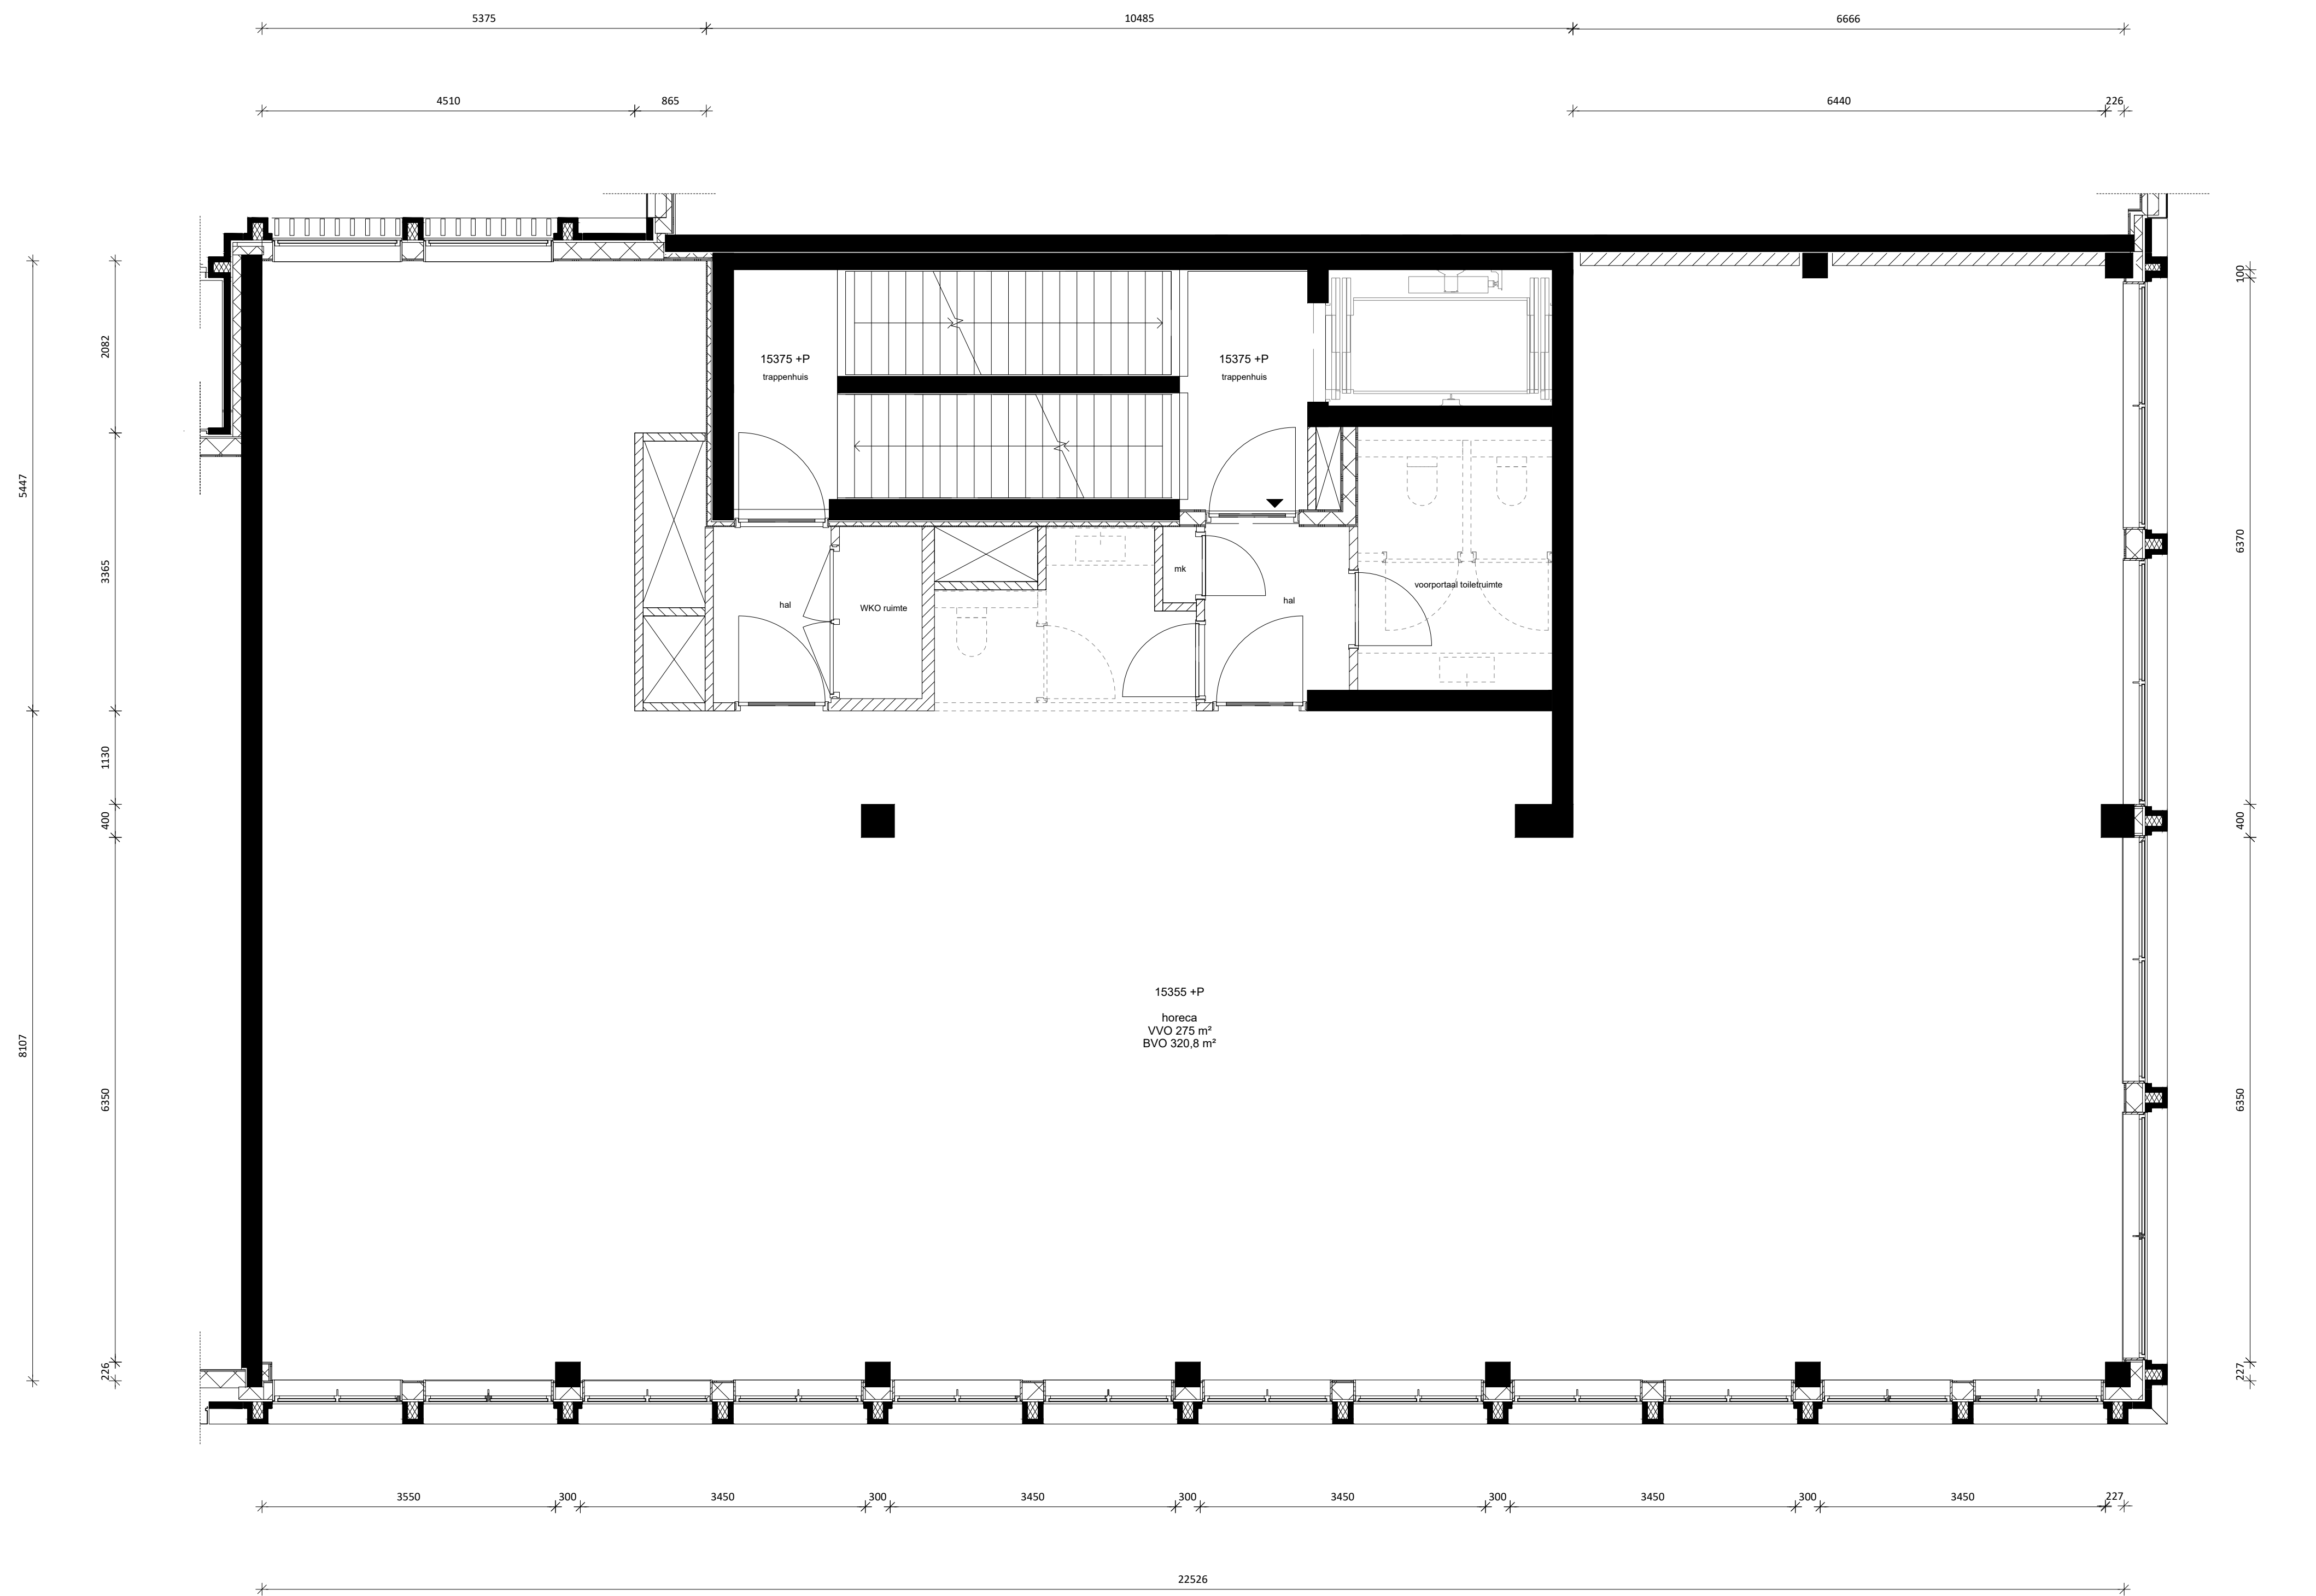 5375
10485
6666
4510
865
6440
226
5447
8107
2082
3365
1130
400
6350
226
100
6370
400
6350
227
15375 +P
trappenhuis
15375 +P
trappenhuis
hal
WKO ruimte
mk
hal
voorportaal toiletruimte
15355 +P
horeca
VVO 275 m²
BVO 320,8 m²
3550
300
3450
300
3450
300
3450
300
3450
300
3450
227
22526